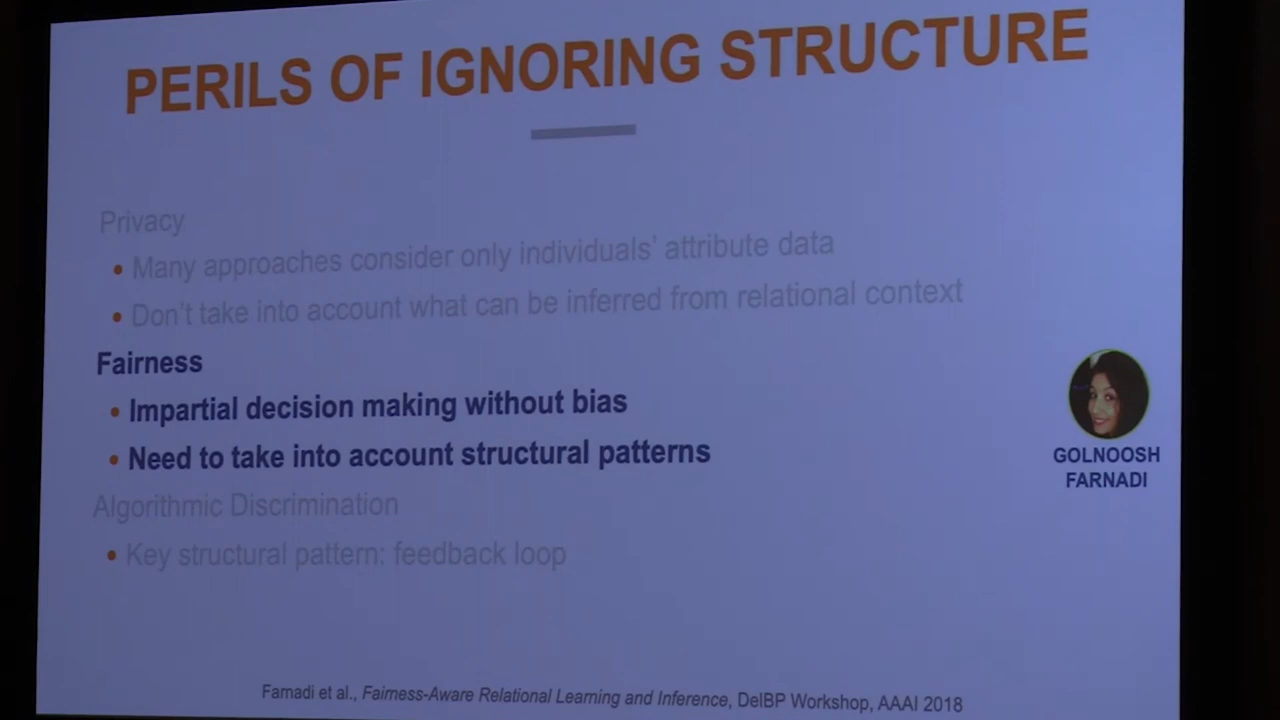 PERILS OF IGNORING STRUCTURE
Privacy
• Many approaches consider only individuals' attribute data
• Don't take into account what can be inferred from relational context
Fairness
• Impartial decision making without bias
• Need to take into account structural patterns
GOLNOOSH
FARNADI
Algorithmic Discrimination
• Key structural pattern: feedback loop
Farnadi et al., Fairness-Aware Relational Learning and Inference, DelBP Workshop, AAAI 2018